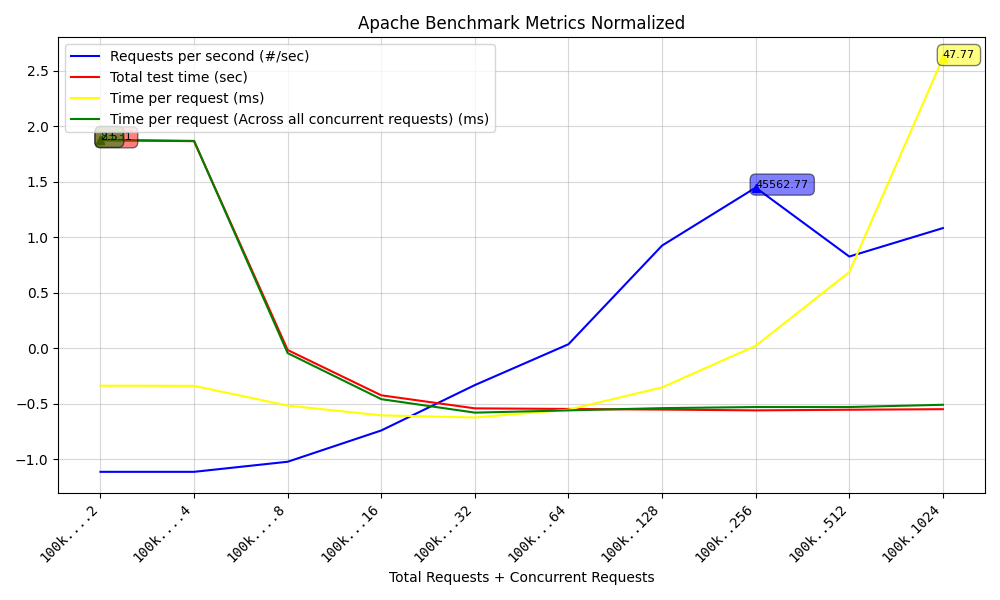 Apache Benchmark Metrics Normalized
Requests per second (#/sec)
Total test time (sec)
Time per request (ms)
Time per request (Across all concurrent requests) (ms)
47.77
45562.77
2.5
2.0
1.5
1.0
0.5
0.0
−0.5
−1.0
100k....2
100k....4
100k....8
100k...16
100k...32
100k...64
100k..128
100k..256
100k..512
100k.1024
Total Requests + Concurrent Requests